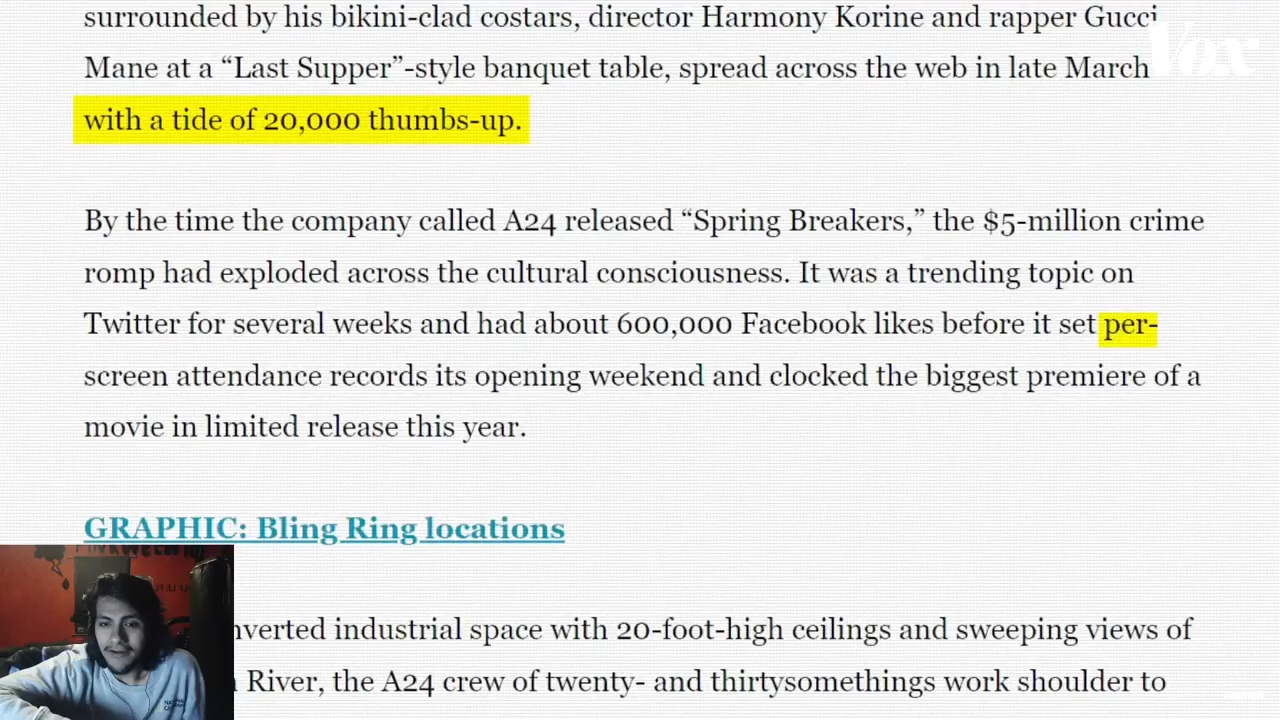 surrounded by his bikini-clad costars, director Harmony Korine and rapper Gucci
Vox
Mane at a “Last Supper”-style banquet table, spread across the web in late March
with a tide of 20,000 thumbs-up.
By the time the company called A24 released “Spring Breakers,” the $5-million crime
romp had exploded across the cultural consciousness. It was a trending topic on
Twitter for several weeks and had about 600,000 Facebook likes before it set per-
screen attendance records its opening weekend and clocked the biggest premiere of a
movie in limited release this year.
GRAPHIC: Bling Ring locations
nverted industrial space with 20-foot-high ceilings and sweeping views of
River, the A24 crew of twenty- and thirtysomethings work shoulder to